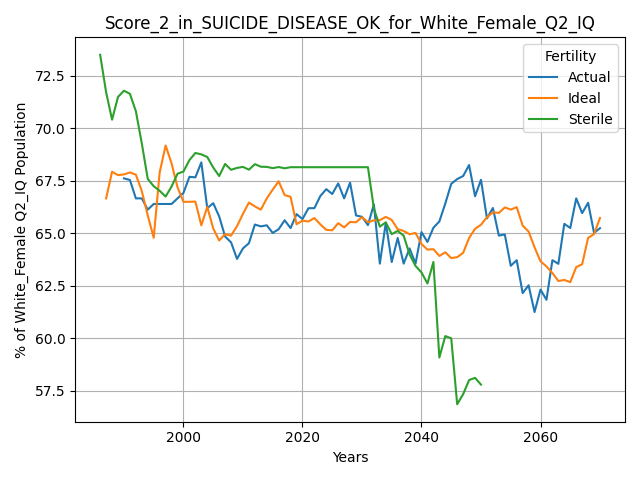 Score_2_in_SUICIDE_DISEASE_OK_for_White_Female_Q2_IQ
% of White_Female Q2_IQ Population
72.5
70.0
67.5
65.0
62.5
60.0
57.5
Fertility
Actual
Ideal
Sterile
2000
2020
2040
2060
Years